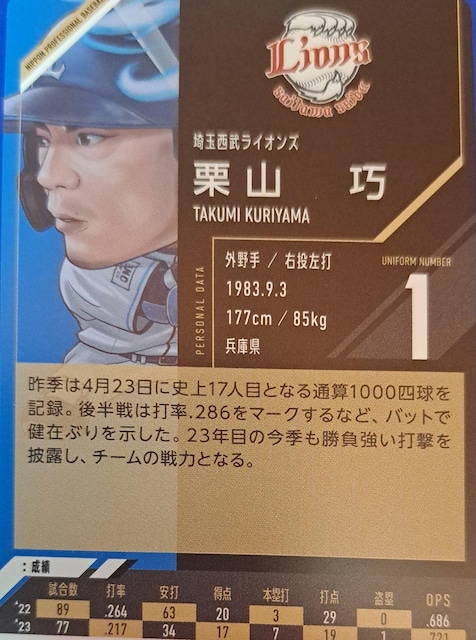 NIPPON PROFESSIONAL BASEBALL
Lions
saitama seibu
埼玉西武ライオンズ
栗山 巧
TAKUMI KURIYAMA
PERSONAL DATA
外野手 / 右投左打
1983.9.3
177cm / 85kg
兵庫県
UNIFORM NUMBER
1
昨季は4月23日に史上17人目となる通算1000四球を
記録。後半戦は打率.286をマークするなど、バットで
健在ぶりを示した。23年目の今季も勝負強い打撃を
披露し、チームの戦力となる。
:成績
試合数 打率 安打 得点 本塁打 打点 盗塁 OPS
'22 89 .264 63 20 3 29 0 .686
'23 77 .217 34 17 7 19 1